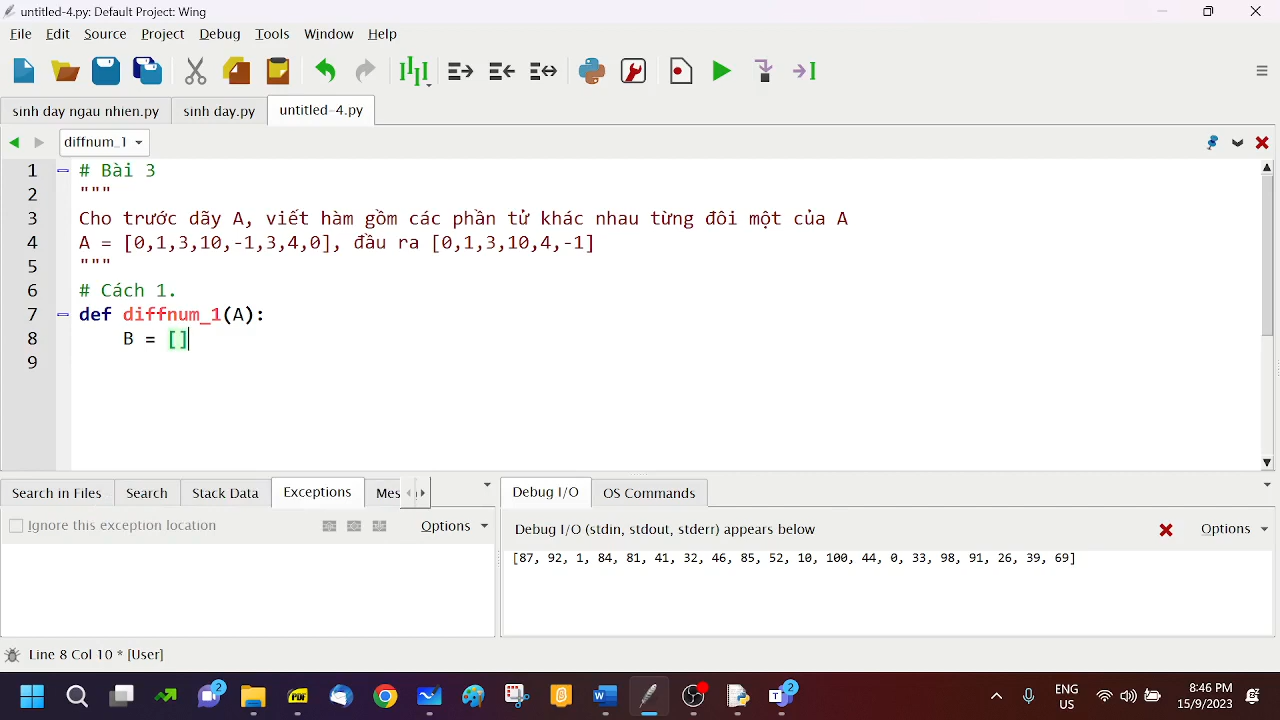 untitled-4.py: Default Project: Wing
File Edit Source Project Debug Tools Window Help
sinh day ngau nhien.py sinh day.py untitled-4.py
diffnum_1
1 # Bài 3
2 """
3 Cho trước dãy A, viết hàm gồm các phần tử khác nhau từng đôi một của A
4 A = [0,1,3,10,-1,3,4,0], đầu ra [0,1,3,10,4,-1]
5 """
6 # Cách 1.
7 def diffnum_1(A):
8 B = []
9
Search in Files Search Stack Data Exceptions Mes
Debug I/O OS Commands
Ignore this exception location Options
Debug I/O (stdin, stdout, stderr) appears below Options
[87, 92, 1, 84, 81, 41, 32, 46, 85, 52, 10, 100, 44, 0, 33, 98, 91, 26, 39, 69]
Line 8 Col 10 * [User]
2 PDF 2
ENG
US
8:46 PM
15/9/2023